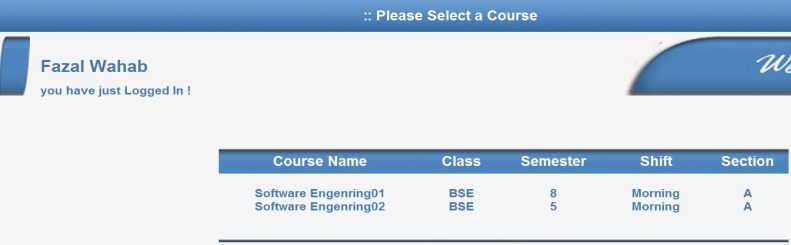 :: Please Select a Course
Fazal Wahab
you have just Logged In !
Course Name Class Semester Shift Section
Software Engenring01 BSE 8 Morning A
Software Engenring02 BSE 5 Morning A